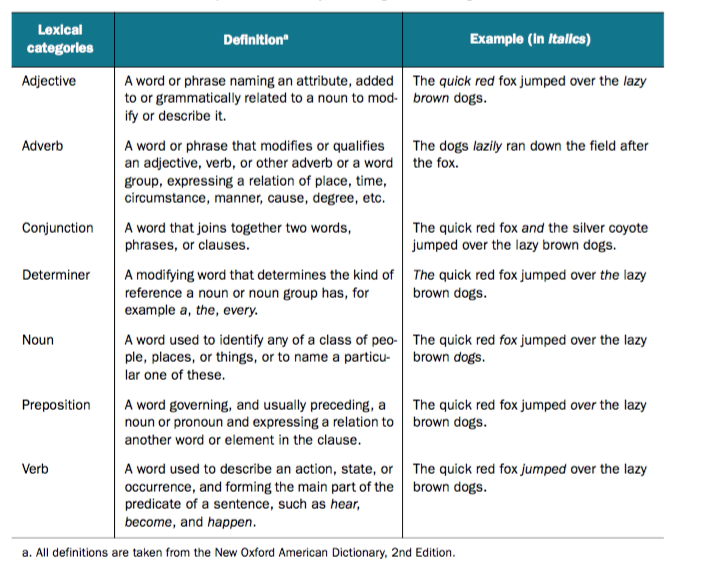 Lexical categories
Definitionª
Example (in italics)
Adjective
A word or phrase naming an attribute, added
to or grammatically related to a noun to mod-
ify or describe it.
The quick red fox jumped over the lazy
brown dogs.
Adverb
A word or phrase that modifies or qualifies
an adjective, verb, or other adverb or a word
group, expressing a relation of place, time,
circumstance, manner, cause, degree, etc.
The dogs lazily ran down the field after
the fox.
Conjunction
A word that joins together two words,
phrases, or clauses.
The quick red fox and the silver coyote
jumped over the lazy brown dogs.
Determiner
A modifying word that determines the kind of
reference a noun or noun group has, for
example a, the, every.
The quick red fox jumped over the lazy
brown dogs.
Noun
A word used to identify any of a class of peo-
ple, places, or things, or to name a particu-
lar one of these.
The quick red fox jumped over the lazy
brown dogs.
Preposition
A word governing, and usually preceding, a
noun or pronoun and expressing a relation to
another word or element in the clause.
The quick red fox jumped over the lazy
brown dogs.
Verb
A word used to describe an action, state, or
occurrence, and forming the main part of the
predicate of a sentence, such as hear,
become, and happen.
The quick red fox jumped over the lazy
brown dogs.
a. All definitions are taken from the New Oxford American Dictionary, 2nd Edition.